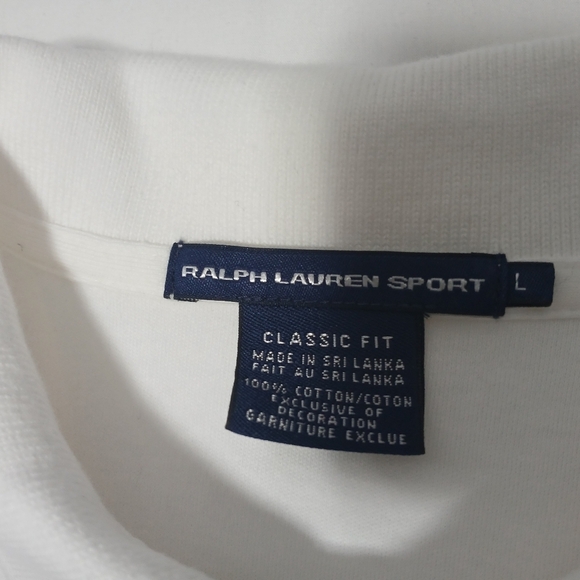 RALPH LAUREN SPORT L
CLASSIC FIT
MADE IN SRI LANKA
FAIT AU SRI LANKA
100% COTTON/COTON
EXCLUSIVE OF
DECORATION
GARNITURE EXCLUE